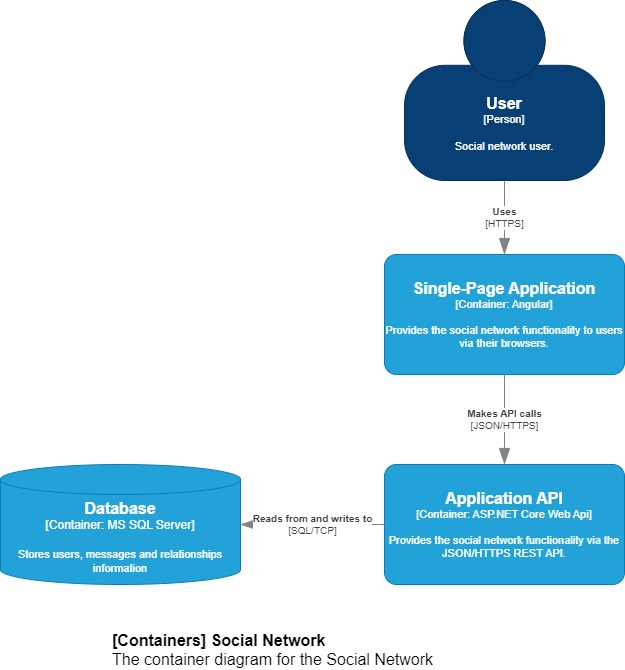 User
[Person]
Social network user.
Uses
[HTTPS]
Single-Page Application
[Container: Angular]
Provides the social network functionality to users
via their browsers.
Makes API calls
[JSON/HTTPS]
Application API
[Container: ASP.NET Core Web Api]
Provides the social network functionality via the
JSON/HTTPS REST API.
Reads from and writes to
[SQL/TCP]
Database
[Container: MS SQL Server]
Stores users, messages and relationships
information
[Containers] Social Network
The container diagram for the Social Network